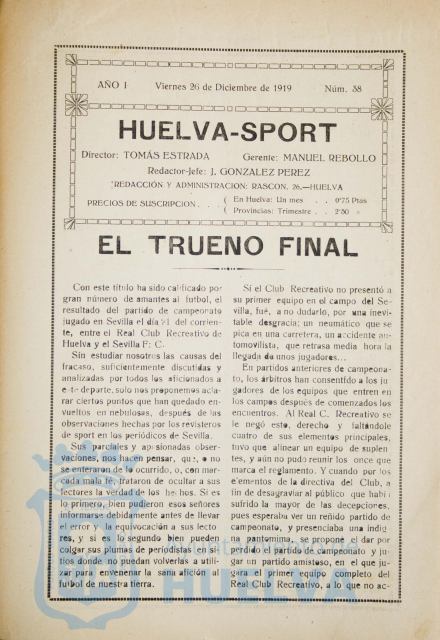 AÑO I
Viernes 26 de Diciembre de 1919
Núm. 38
HUELVA-SPORT
Director: TOMÁS ESTRADA
Gerente: MANUEL REBOLLO
Redactor-Jefe: J. GONZALEZ PEREZ
REDACCIÓN Y ADMINISTRACION: RASCON, 26.—HUELVA
PRECIOS DE SUSCRIPCION . . . ( En Huelva: Un mes . . 0'75 Ptas
( Provincias: Trimestre . . 2'50 »
EL TRUENO FINAL
Con este título ha sido calificado por
gran número de amantes al futbol, el
resultado del partido de campeonato
jugado en Sevilla el día 21 del corrien-
te, entre el Real Club Recreativo de
Huelva y el Sevilla F. C.
Sin estudiar nosotros las causas del
fracaso, suficientemente discutidas y
analizadas por todos los aficionados a
este deporte, solo nos proponemos acla-
rar ciertos puntos que han quedado en-
vueltos en nebulosas, después de las
observaciones hechas por los revisteros
de sport en los periódicos de Sevilla.
Sus parciales y apasionadas obser-
vaciones, nos hacen pensar, que, o no
se enteraron de lo ocurrido, o, con mar-
cada mala fé, trataron de ocultar a sus
lectores la verdad de los hechos. Si es
lo primero, bien pudieron esos señores
informarse debidamente antes de llevar
el error y la equivocación a sus lecto
res, y si es lo segundo bien pueden
colgar sus plumas de periodistas en si-
tios donde no puedan volverlas a utili-
zar para envenenar la sana afición al
futbol de nuestra tierra.
Si el Club Recreativo no presentó a
su primer equipo en el campo del Se-
villa, fué, a no dudarlo, por una inevi-
table desgracia; un neumático que se
pica en una carretera, un accidente au-
tomovilista, que retrasa media hora la
llegada de unos jugadores...
En partidos anteriores de campeona-
to, los árbitros han consentido a los ju
gadores de los equipos que entren en
los campos después de comenzados los
encuentros. Al Real C. Recreativo se
le negó este, derecho y faltándole
cuatro de sus elementos principales,
tuvo que alinear un equipo de suplen-
tes, y aún no pudo reunir los once que
marca el reglamento. Y cuando por los
elementos de la directiva del Club, a
fin de desagraviar al público que había
sufrido la mayor de las decepciones,
pues esperaba ver un reñido partido de
campeonato, y presenciaba una indig
na pantomima, se propone el dar por
perdido el partido de campeonato y ju-
gar un partido amistoso, en el que ju-
gara el primer equipo completo del
Real Club Recreativo, a lo que no ac-
HUELVA